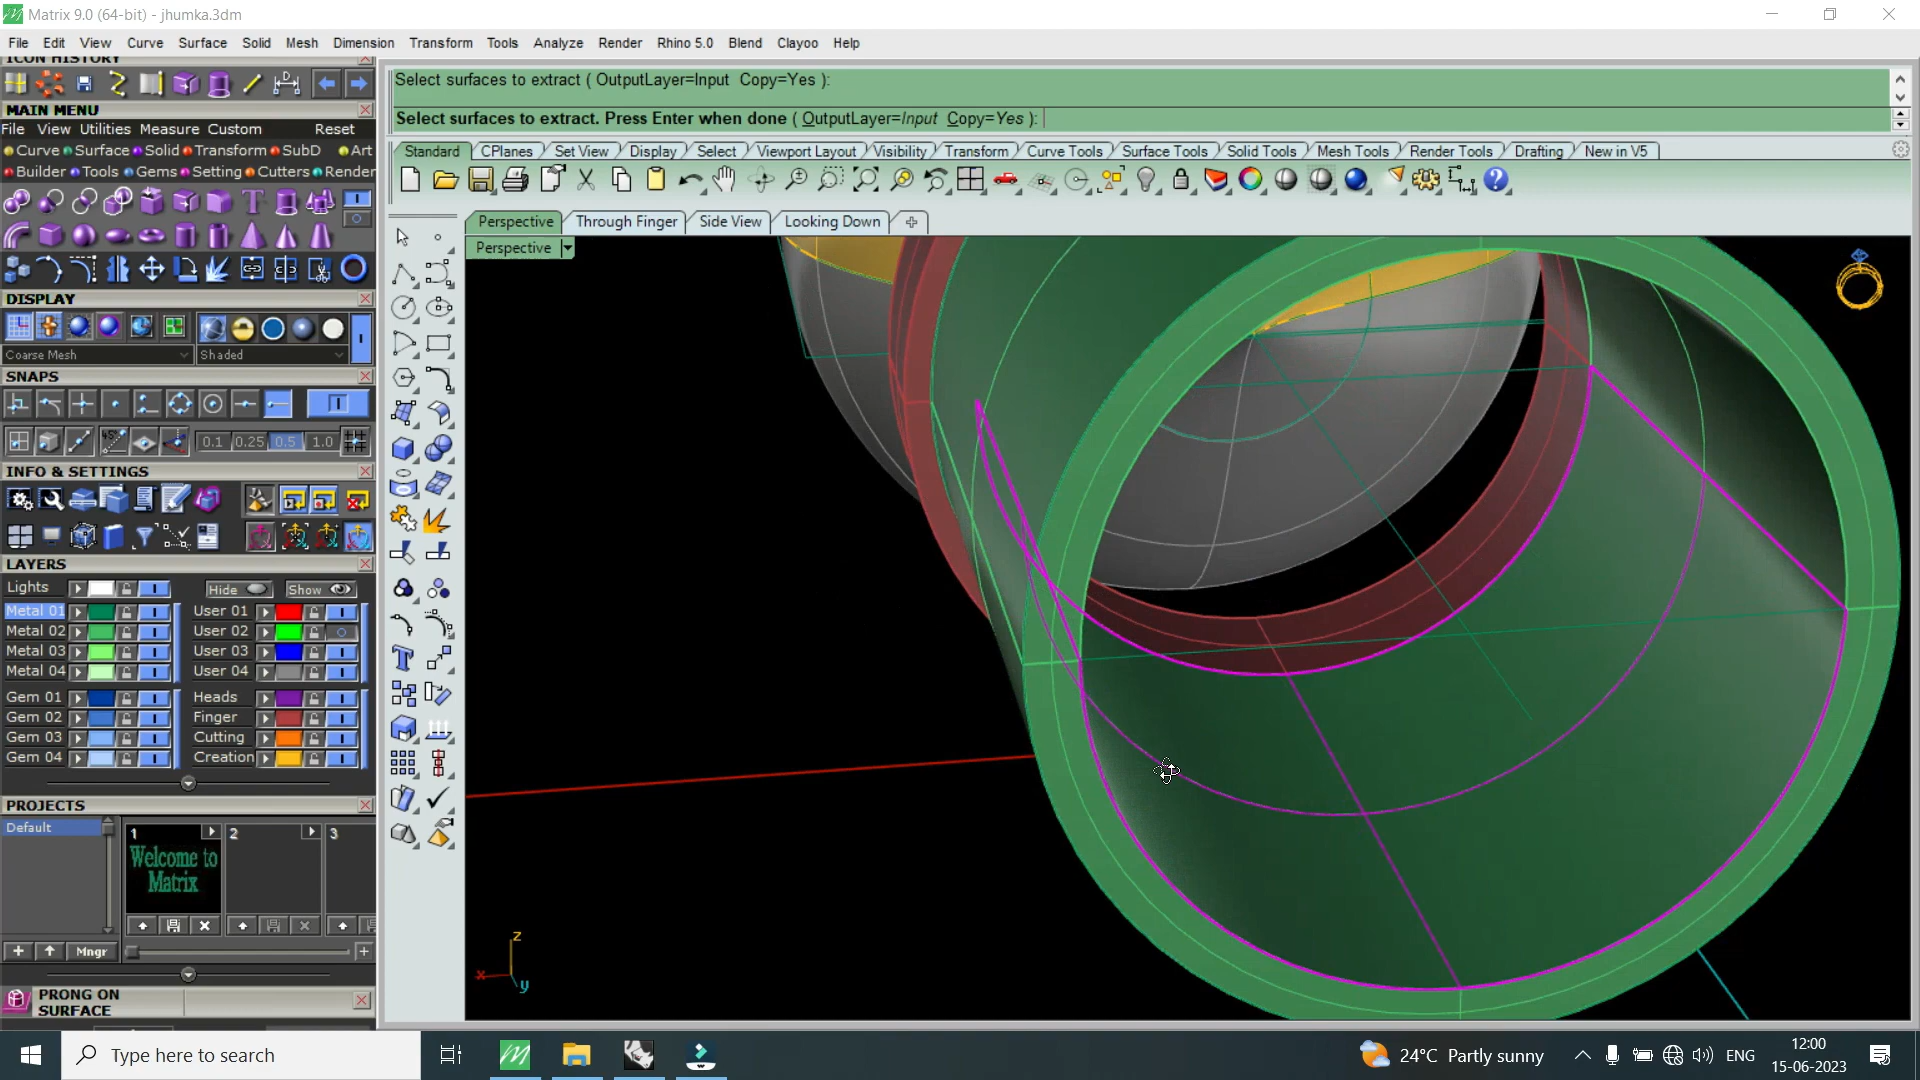 Matrix 9.0 (64-bit) - jhumka.3dm
File Edit View Curve Surface Solid Mesh Dimension Transform Tools Analyze Render Rhino 5.0 Blend Clayoo Help
ICON HISTORY
Select surfaces to extract ( OutputLayer=Input Copy=Yes ):
MAIN MENU
Select surfaces to extract. Press Enter when done ( OutputLayer=Input Copy=Yes ):
File View Utilities Measure Custom Reset
Curve Surface Solid Transform SubD Art
Builder Tools Gems Setting Cutters Render
Standard CPlanes Set View Display Select Viewport Layout Visibility Transform Curve Tools Surface Tools Solid Tools Mesh Tools Render Tools Drafting New in V5
Perspective Through Finger Side View Looking Down
Perspective
DISPLAY
Coarse Mesh Shaded
SNAPS
0.1 0.25 0.5 1.0
INFO & SETTINGS
LAYERS
Lights Hide Show
Metal 01 User 01
Metal 02 User 02
Metal 03 User 03
Metal 04 User 04
Gem 01 Heads
Gem 02 Finger
Gem 03 Cutting
Gem 04 Creation
PROJECTS
Default 1 2 3
Welcome to
Matrix
Mngr
PRONG ON
SURFACE
z
x
y
Type here to search
24°C Partly sunny
ENG
12:00
15-06-2023